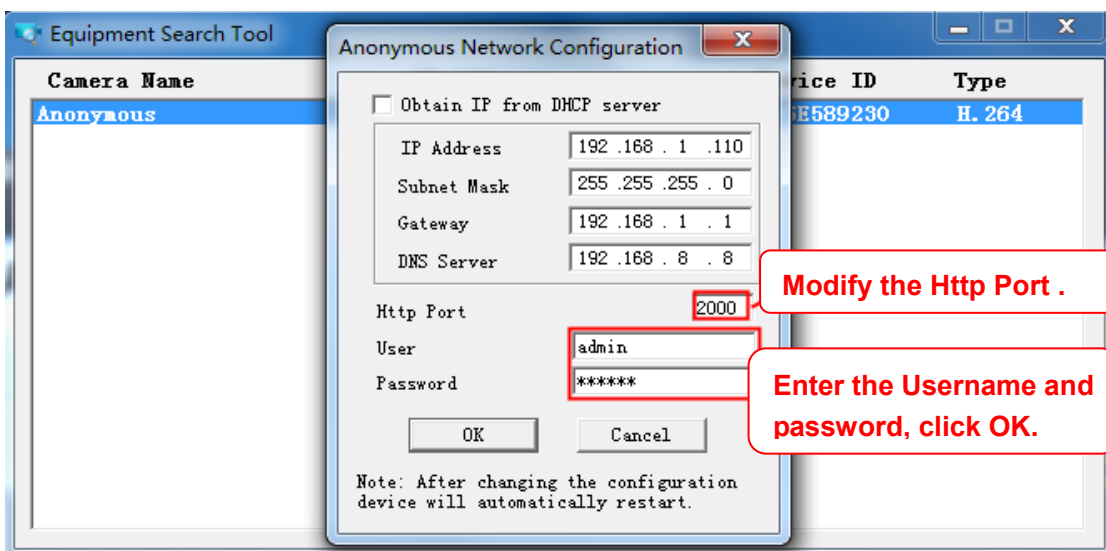 Equipment Search Tool
Anonymous Network Configuration
Camera Name
vice ID Type
Anonymous
E589230 H.264
Obtain IP from DHCP server
IP Address 192 .168 . 1 .110
Subnet Mask 255 .255 .255 . 0
Gateway 192 .168 . 1 . 1
DNS Server 192 .168 . 8 . 8
Http Port 2000
Modify the Http Port .
User admin
Password ******
Enter the Username and
password, click OK.
OK Cancel
Note: After changing the configuration
device will automatically restart.